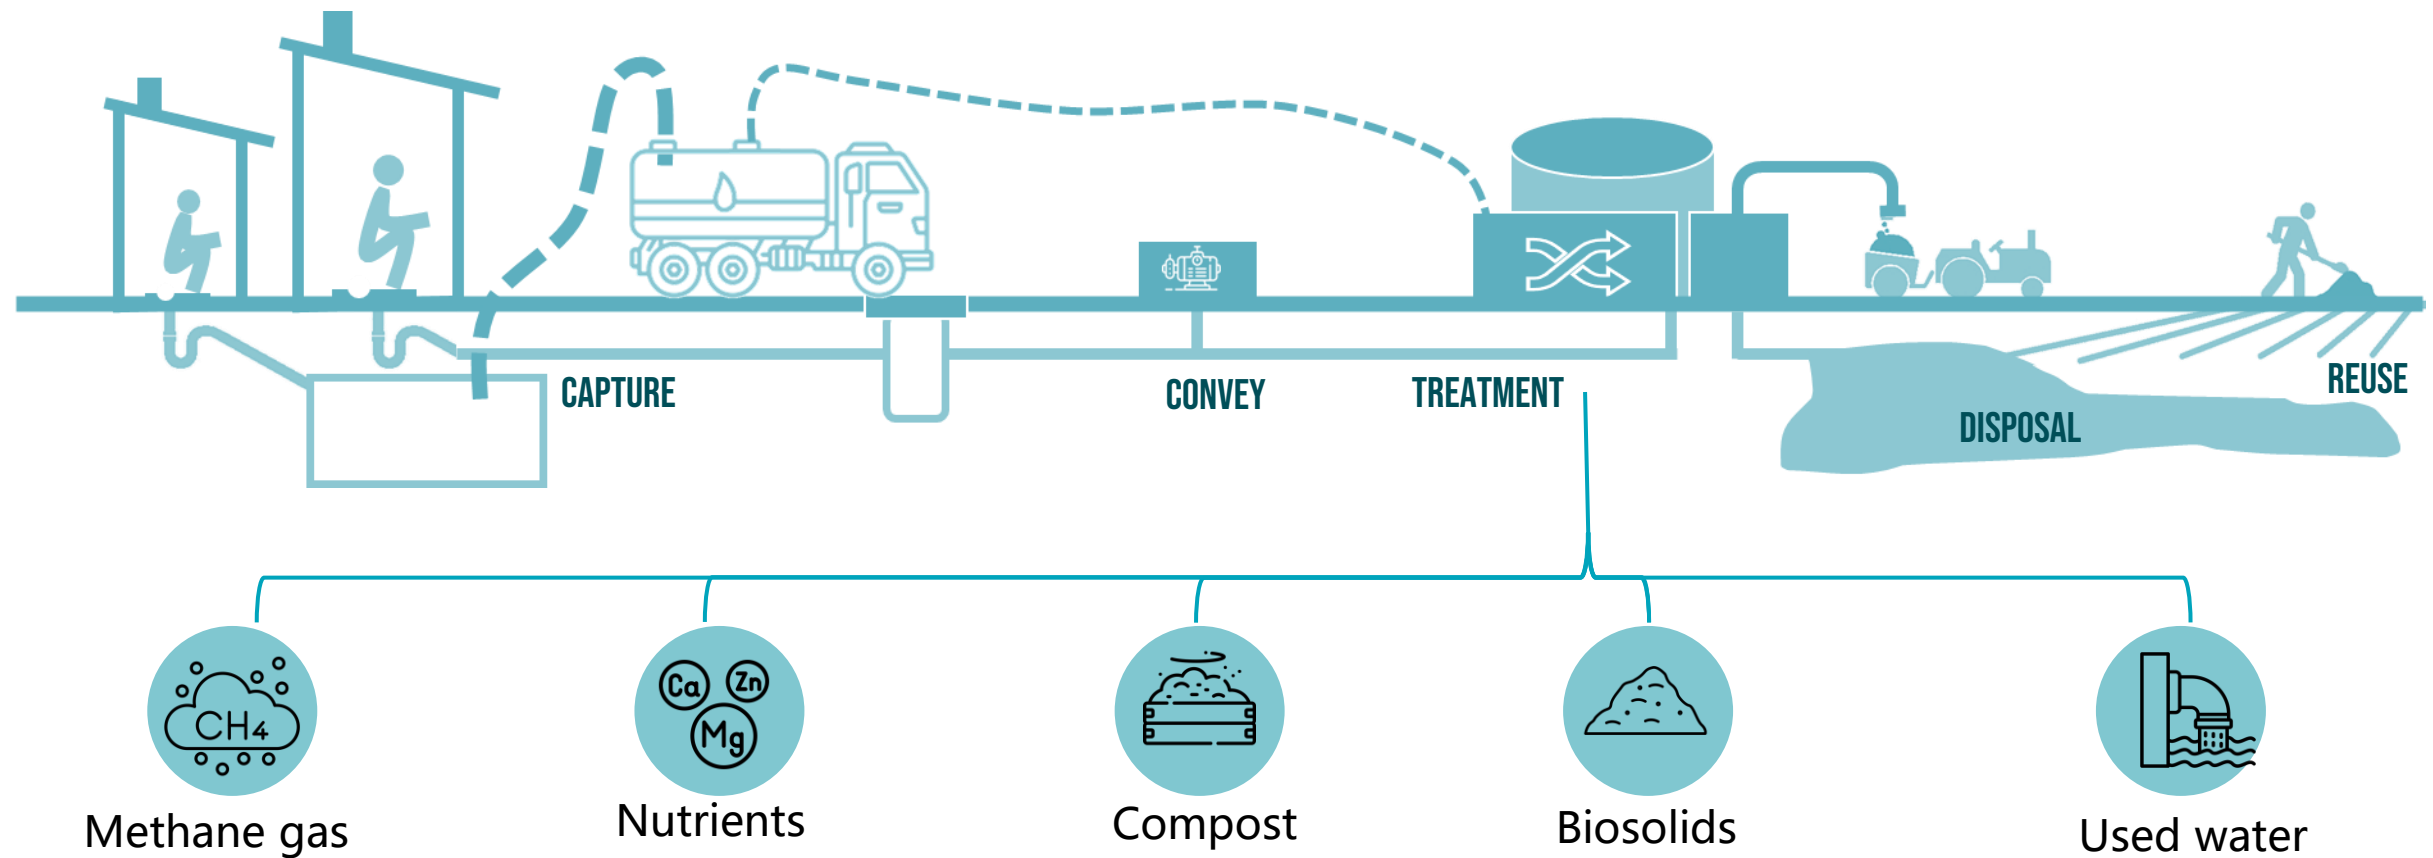 CAPTURE
CONVEY
TREATMENT
DISPOSAL
REUSE
CH4
Ca
Zn
Mg
Methane gas
Nutrients
Compost
Biosolids
Used water